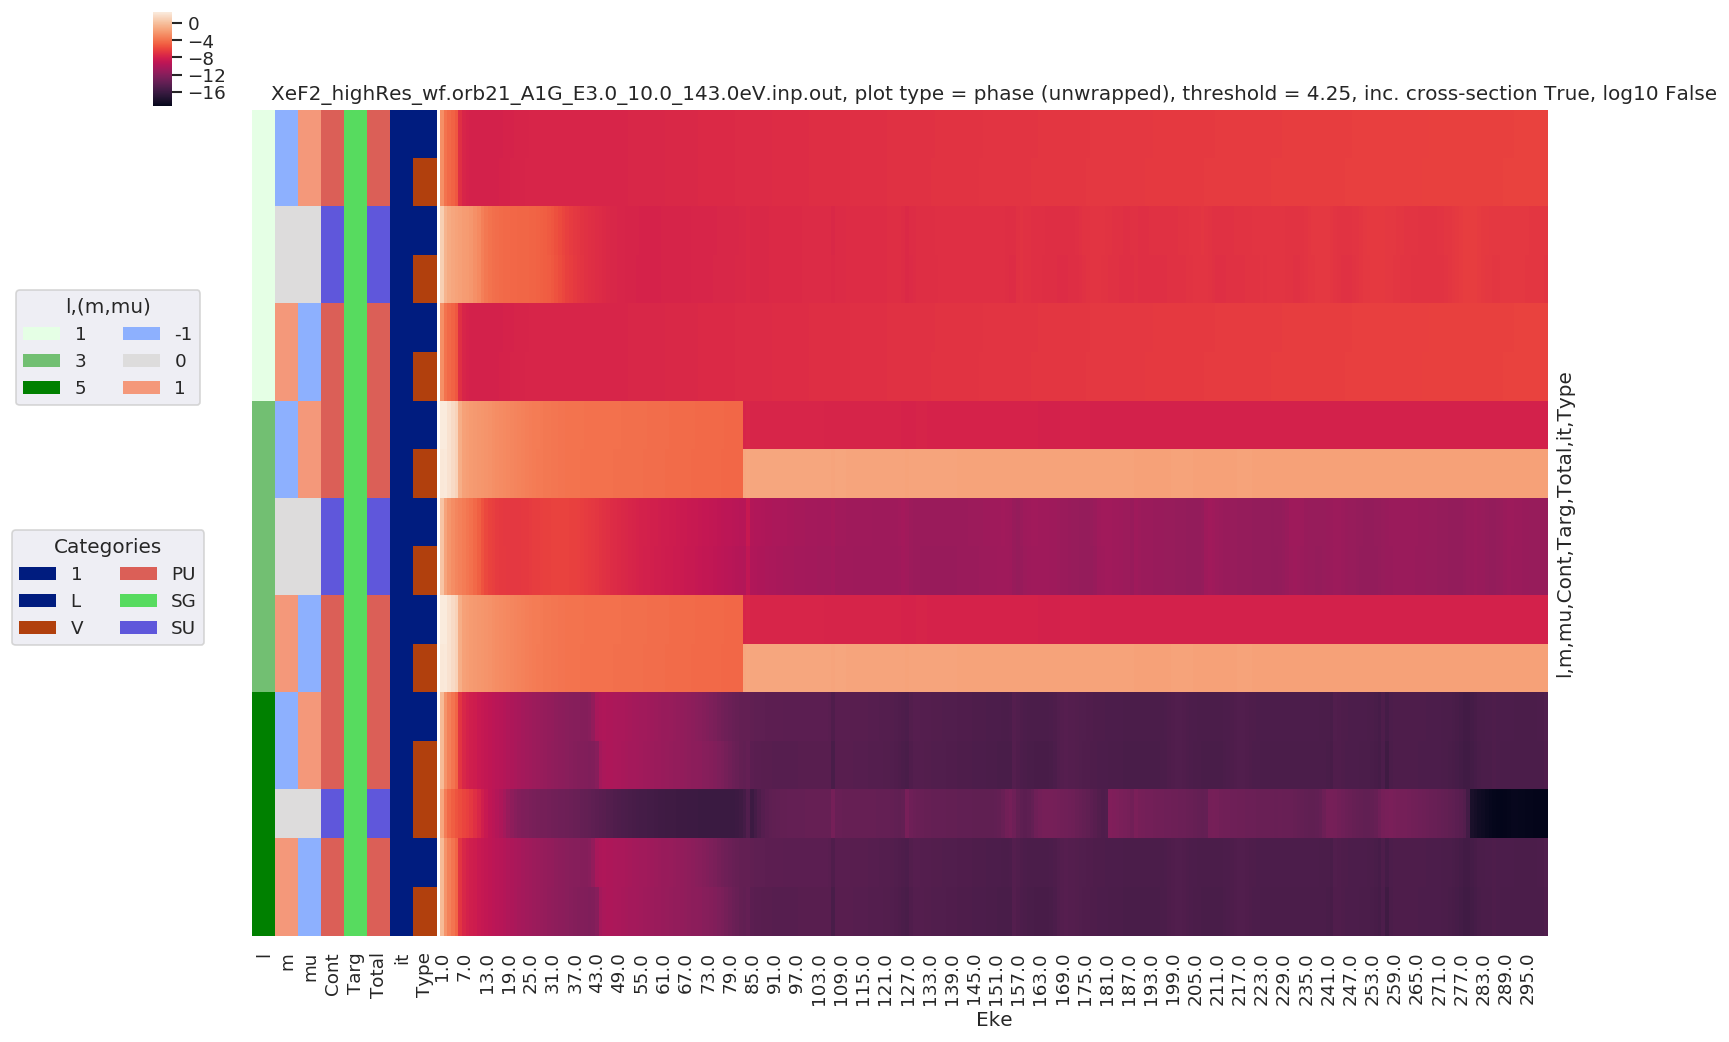 0
−4
−8
−12
−16
XeF2_highRes_wf.orb21_A1G_E3.0_10.0_143.0eV.inp.out, plot type = phase (unwrapped), threshold = 4.25, inc. cross-section True, log10 False
l,(m,mu)
1 -1
3 0
5 1
Categories
1 PU
L SG
V SU
l,m,mu,Cont,Targ,Total,it,Type
l m mu Cont Targ Total it Type
1.0 7.0 13.0 19.0 25.0 31.0 37.0 43.0 49.0 55.0 61.0 67.0 73.0 79.0 85.0 91.0 97.0 103.0 109.0 115.0 121.0 127.0 133.0 139.0 145.0 151.0 157.0 163.0 169.0 175.0 181.0 187.0 193.0 199.0 205.0 211.0 217.0 223.0 229.0 235.0 241.0 247.0 253.0 259.0 265.0 271.0 277.0 283.0 289.0 295.0
Eke